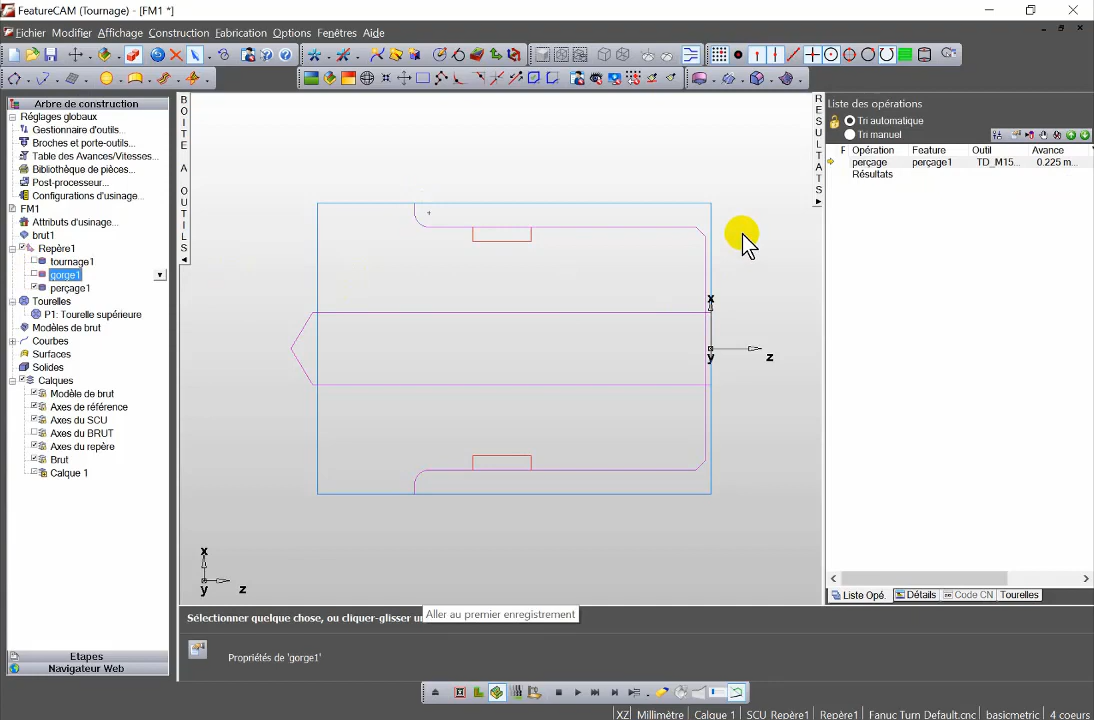 FeatureCAM (Tournage) - [FM1 *]
Fichier Modifier Affichage Construction Fabrication Options Fenêtres Aide
Arbre de construction
Réglages globaux
Gestionnaire d'outils...
Broches et porte-outils...
Table des Avances/Vitesses...
Bibliothèque de pièces...
Post-processeur...
Configurations d'usinage...
FM1
Attributs d'usinage...
brut1
Repère1
tournage1
gorge1
perçage1
Tourelles
P1: Tourelle supérieure
Modèles de brut
Courbes
Surfaces
Solides
Calques
Modèle de brut
Axes de référence
Axes du SCU
Axes du BRUT
Axes du repère
Brut
Calque 1
Etapes
Navigateur Web
BOITE A OUTILS
x
y
z
x
y
z
RESULTATS
Liste des opérations
Tri automatique
Tri manuel
F Opération Feature Outil Avance
perçage perçage1 TD_M15... 0.225 m...
Résultats
Liste Opé. Détails Code CN Tourelles
Sélectionner quelque chose, ou cliquer-glisser u
Aller au premier enregistrement
Propriétés de 'gorge1'
XZ Millimètre Calque 1 SCU_Repère1 Repère1 Fanuc Turn Default.cnc basicmetric 4 coeurs